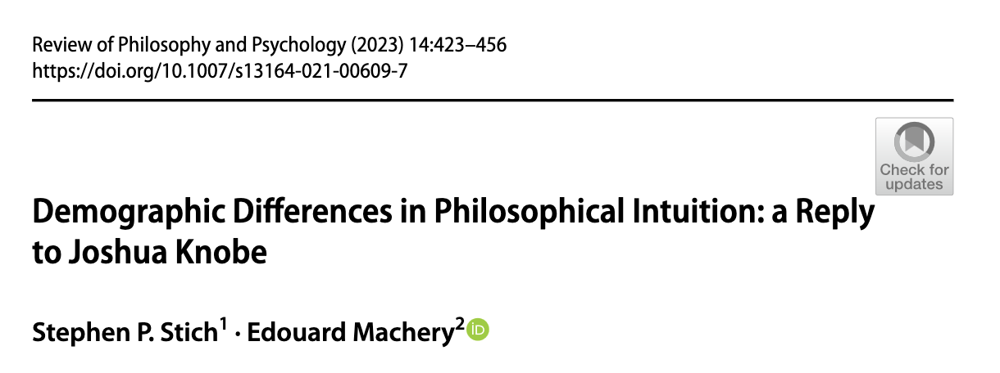 Review of Philosophy and Psychology (2023) 14:423–456
https://doi.org/10.1007/s13164-021-00609-7
Check for
updates
Demographic Differences in Philosophical Intuition: a Reply
to Joshua Knobe
Stephen P. Stich1 · Edouard Machery2 iD